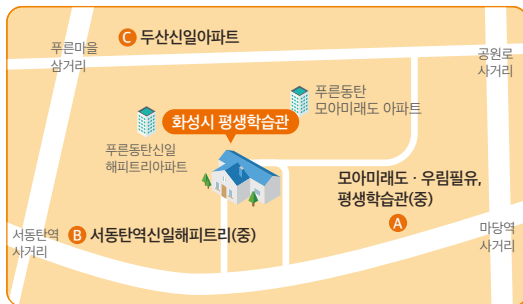 C 두산신일아파트
푸른마을
삼거리
공원로
사거리
푸른동탄
모아미래도 아파트
화성시 평생학습관
푸른동탄신일
해피트리아파트
모아미래도 · 우림필유,
평생학습관(중)
A
서동탄역
사거리
B 서동탄역신일해피트리(중)
마당역
사거리